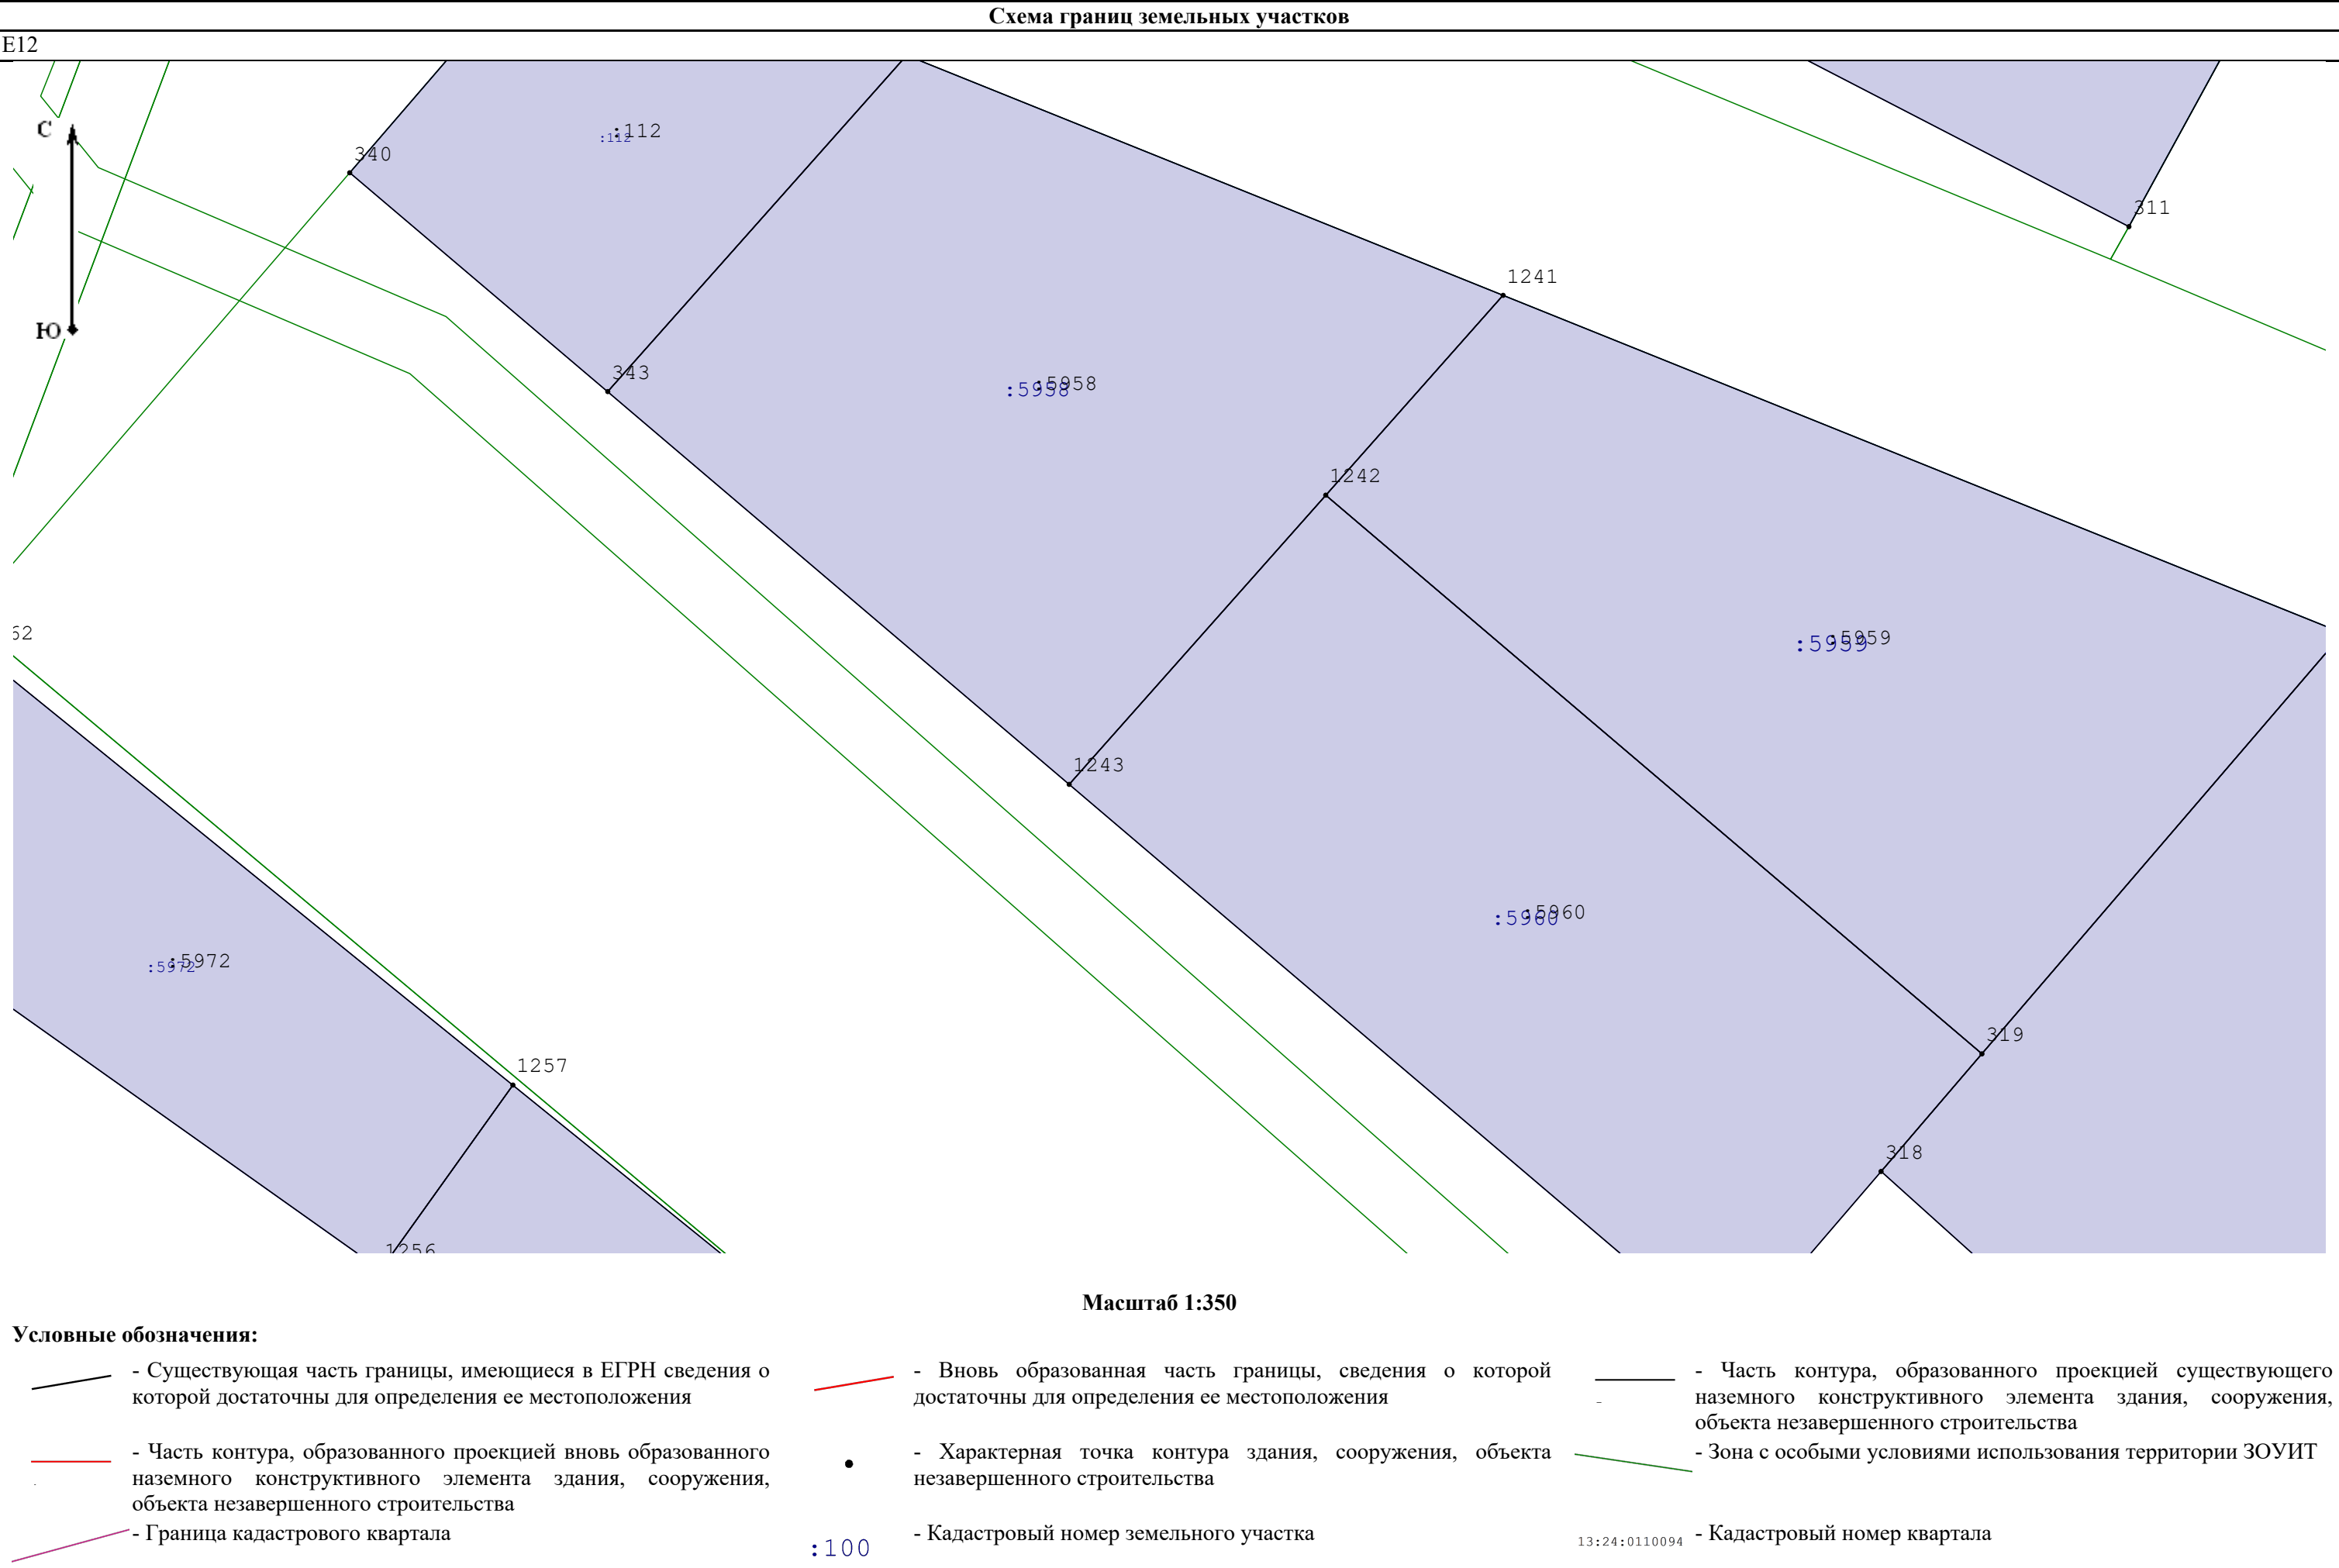 Схема границ земельных участков
E12
С
:112
:112
340
311
1241
Ю
343
:5958
:5958
1242
62
:5959
:5959
1243
:5960
:5960
:5972
:5972
319
1257
318
1256
Масштаб 1:350
Условные обозначения:
- Существующая часть границы, имеющиеся в ЕГРН сведения о
которой достаточны для определения ее местоположения
- Вновь образованная часть границы, сведения о которой
достаточны для определения ее местоположения
- Часть контура, образованного проекцией существующего
наземного конструктивного элемента здания, сооружения,
объекта незавершенного строительства
- Часть контура, образованного проекцией вновь образованного
наземного конструктивного элемента здания, сооружения,
объекта незавершенного строительства
- Характерная точка контура здания, сооружения, объекта
незавершенного строительства
- Зона с особыми условиями использования территории ЗОУИТ
- Граница кадастрового квартала
:100
- Кадастровый номер земельного участка
13:24:0110094
- Кадастровый номер квартала